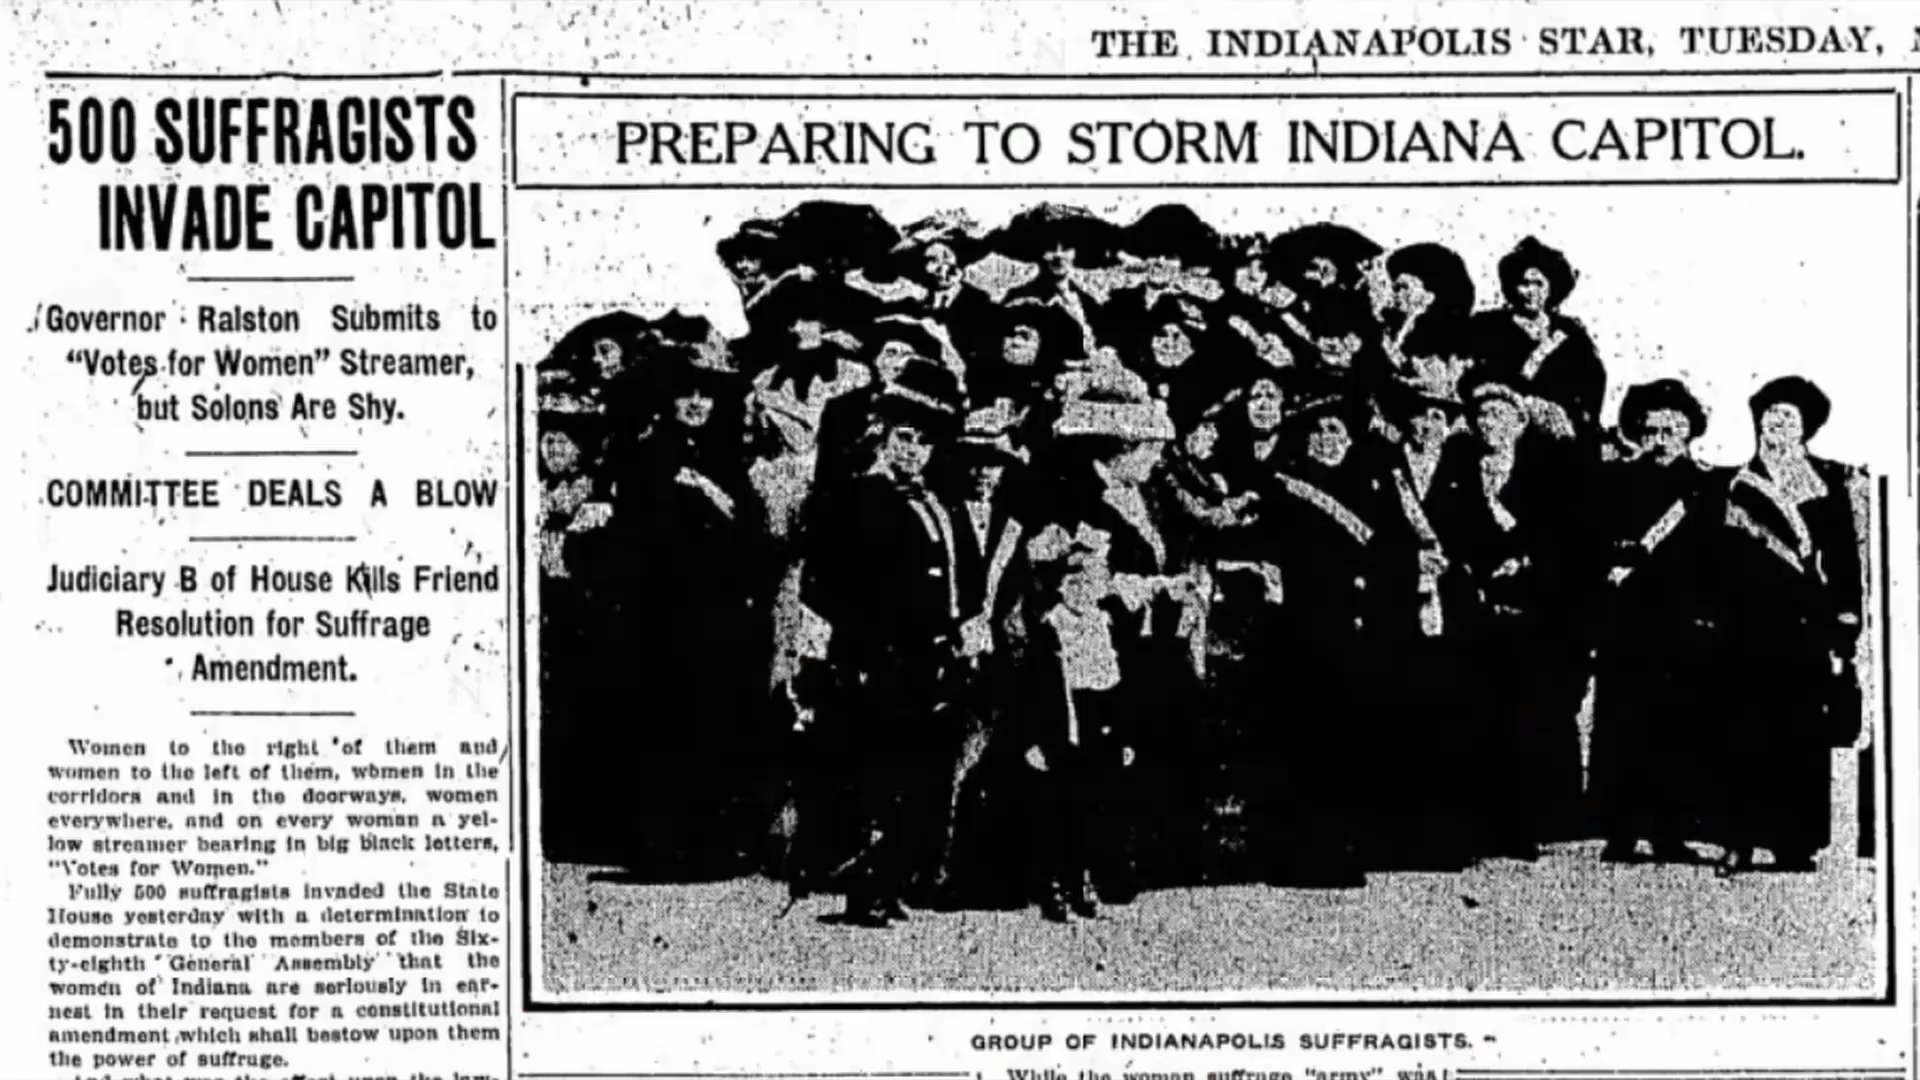 THE INDIANAPOLIS STAR, TUESDAY,
500 SUFFRAGISTS
INVADE CAPITOL
Governor Ralston Submits to
"Votes for Women" Streamer,
but Solons Are Shy.
COMMITTEE DEALS A BLOW
Judiciary B of House Kills Friend
Resolution for Suffrage
Amendment.
Women to the right of them and
women to the left of them, women in the
corridors and in the doorways, women
everywhere, and on every woman a yel-
low streamer bearing in big black letters,
"Votes for Women."
Fully 500 suffragists invaded the State
House yesterday with a determination to
demonstrate to the members of the Six-
ty-eighth General Assembly that the
women of Indiana are seriously in ear-
nest in their request for a constitutional
amendment which shall bestow upon them
the power of suffrage.
PREPARING TO STORM INDIANA CAPITOL.
GROUP OF INDIANAPOLIS SUFFRAGISTS.
While the woman suffrage "army" was